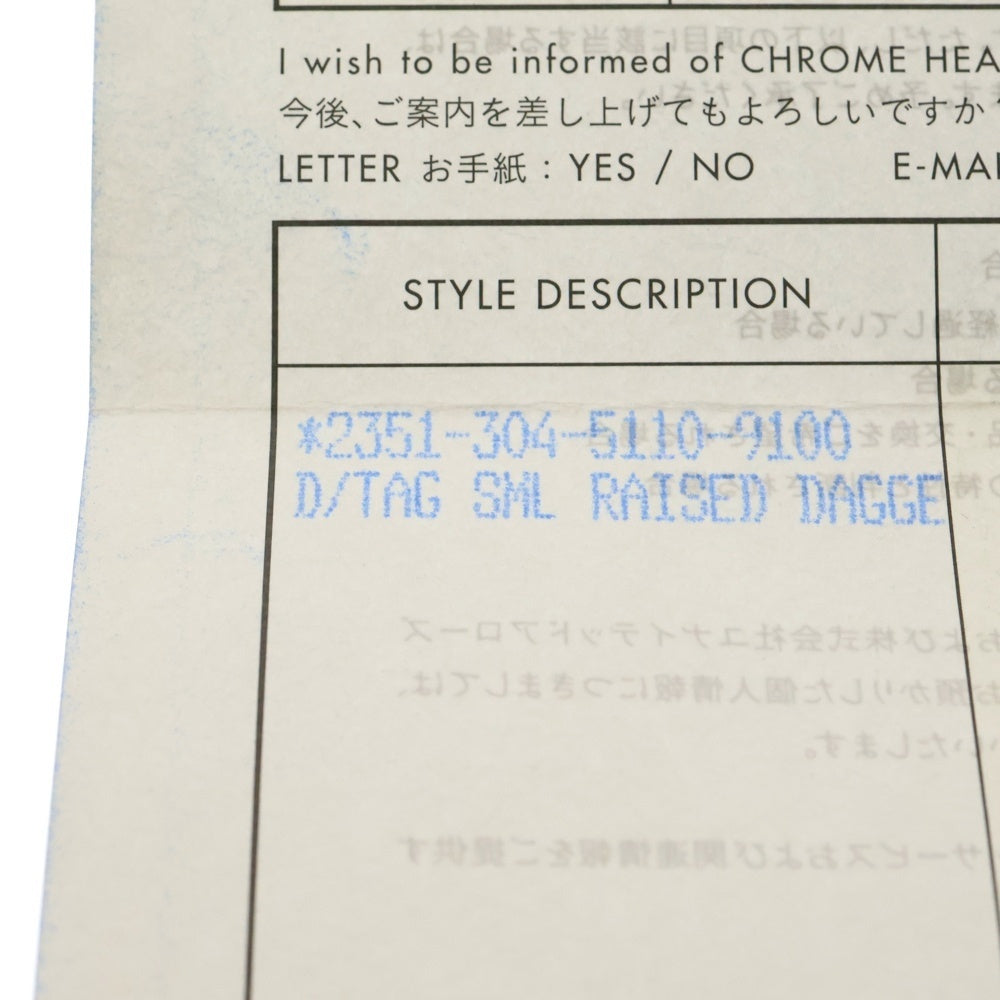 I wish to be informed of CHROME HEA
今後、ご案内を差し上げてもよろしいですか
LETTER お手紙 : YES / NO E-MAI
STYLE DESCRIPTION
*2351-304-5110-9100
D/TAG SML RAISED DAGGE